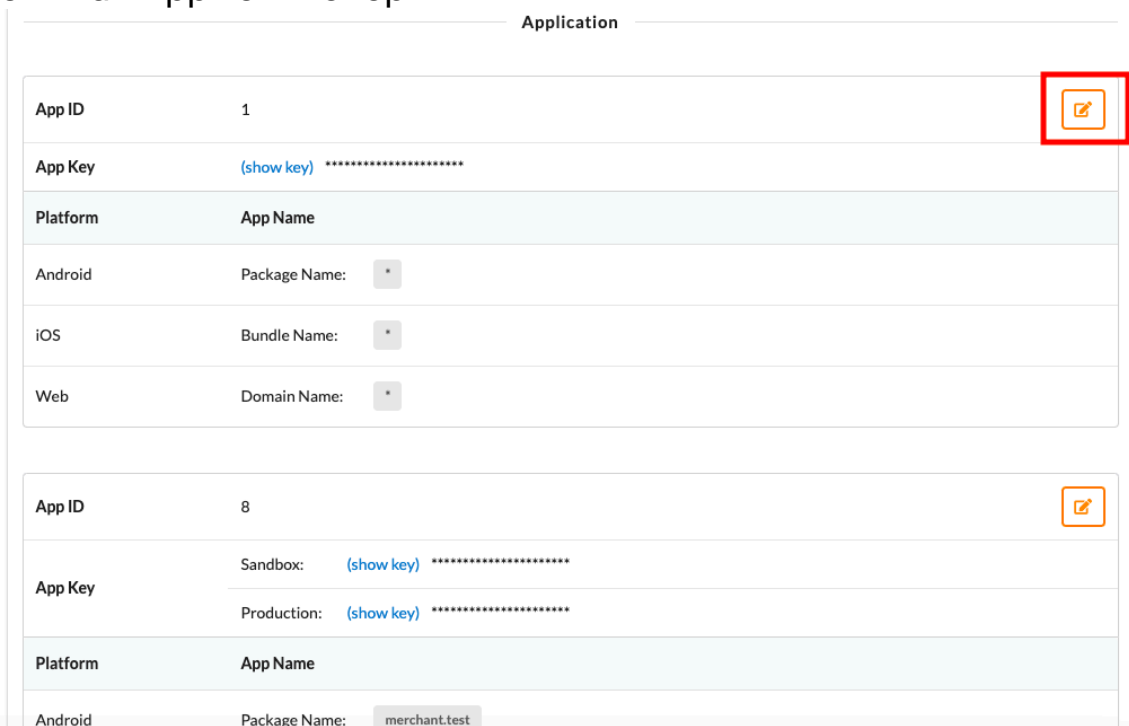 Application
App ID 1
App Key (show key) **********************
Platform App Name
Android Package Name: *
iOS Bundle Name: *
Web Domain Name: *
App ID 8
App Key
Sandbox: (show key) **********************
Production: (show key) **********************
Platform App Name
Android Package Name: merchant.test